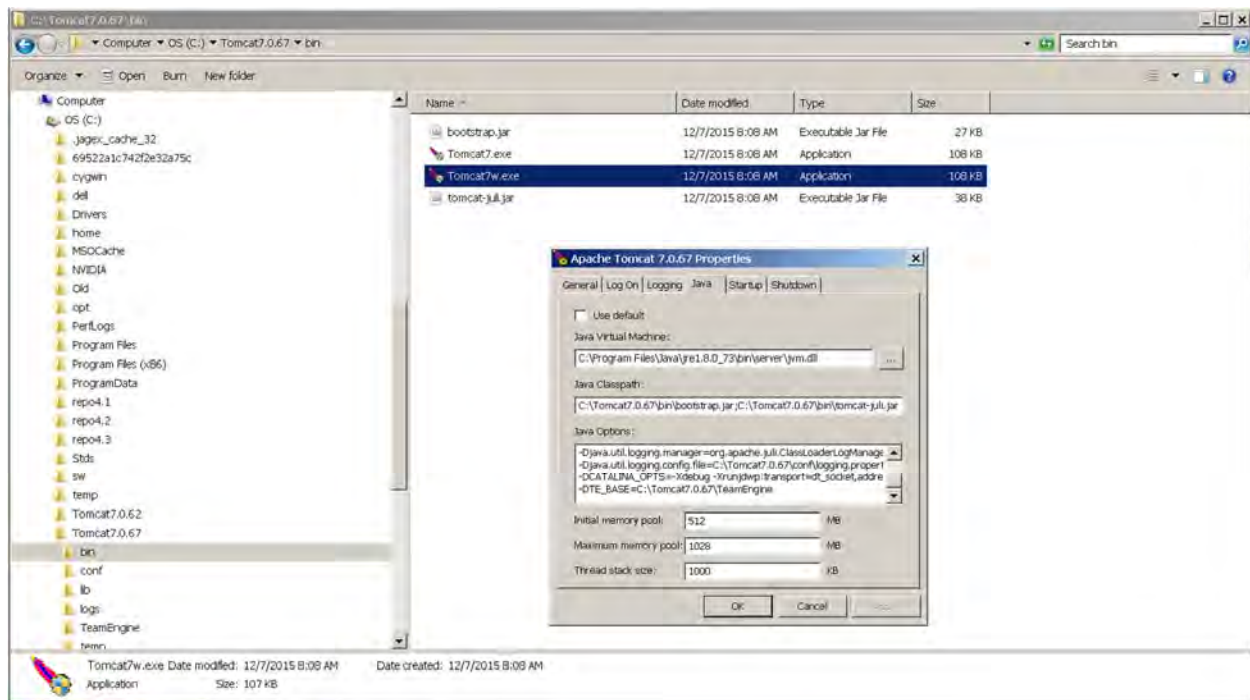 C:\Tomcat7.0.67\bin
Computer OS (C:) Tomcat7.0.67 bin
Search bin
Organize Open Burn New folder
Computer
OS (C:)
.jagex_cache_32
69522a1c742f2e32a75c
cygwin
dell
Drivers
home
MSOCache
NVIDIA
Old
opt
PerfLogs
Program Files
Program Files (x86)
ProgramData
repo4.1
repo4.2
repo4.3
Stds
sw
temp
Tomcat7.0.62
Tomcat7.0.67
bin
conf
lib
logs
TeamEngine
temp
Name Date modified Type Size
bootstrap.jar 12/7/2015 8:08 AM Executable Jar File 27 KB
Tomcat7.exe 12/7/2015 8:08 AM Application 108 KB
Tomcat7w.exe 12/7/2015 8:08 AM Application 108 KB
tomcat-juli.jar 12/7/2015 8:08 AM Executable Jar File 38 KB
Apache Tomcat 7.0.67 Properties
General Log On Logging Java Startup Shutdown
Use default
Java Virtual Machine:
C:\Program Files\Java\jre1.8.0_73\bin\server\jvm.dll ...
Java Classpath:
C:\Tomcat7.0.67\bin\bootstrap.jar;C:\Tomcat7.0.67\bin\tomcat-juli.jar
Java Options:
-Djava.util.logging.manager=org.apache.juli.ClassLoaderLogManage
-Djava.util.logging.config.file=C:\Tomcat7.0.67\conf\logging.propert
-DCATALINA_OPTS=-Xdebug -Xrunjdwp:transport=dt_socket,addre
-DTE_BASE=C:\Tomcat7.0.67\TeamEngine
Initial memory pool: 512 MB
Maximum memory pool: 1028 MB
Thread stack size: 1000 KB
OK Cancel
Tomcat7w.exe Date modified: 12/7/2015 8:08 AM Date created: 12/7/2015 8:08 AM
Application Size: 107 KB